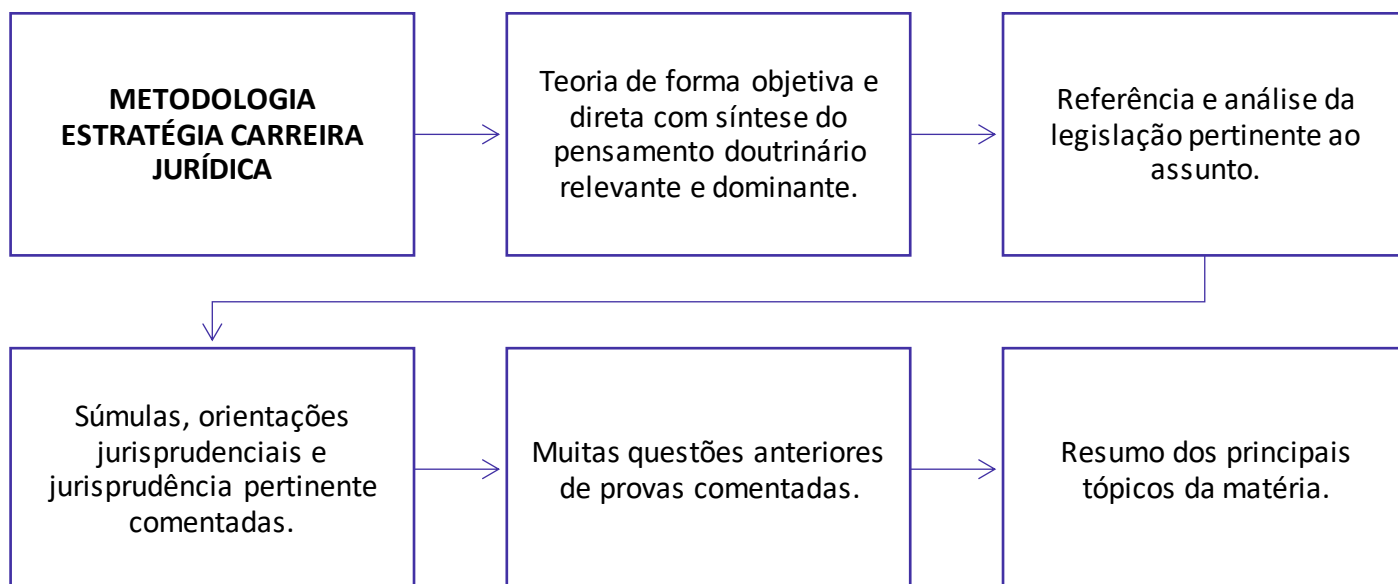 METODOLOGIA
ESTRATÉGIA CARREIRA
JURÍDICA
Teoria de forma objetiva e
direta com síntese do
pensamento doutrinário
relevante e dominante.
Referência e análise da
legislação pertinente ao
assunto.
Súmulas, orientações
jurisprudenciais e
jurisprudência pertinente
comentadas.
Muitas questões anteriores
de provas comentadas.
Resumo dos principais
tópicos da matéria.